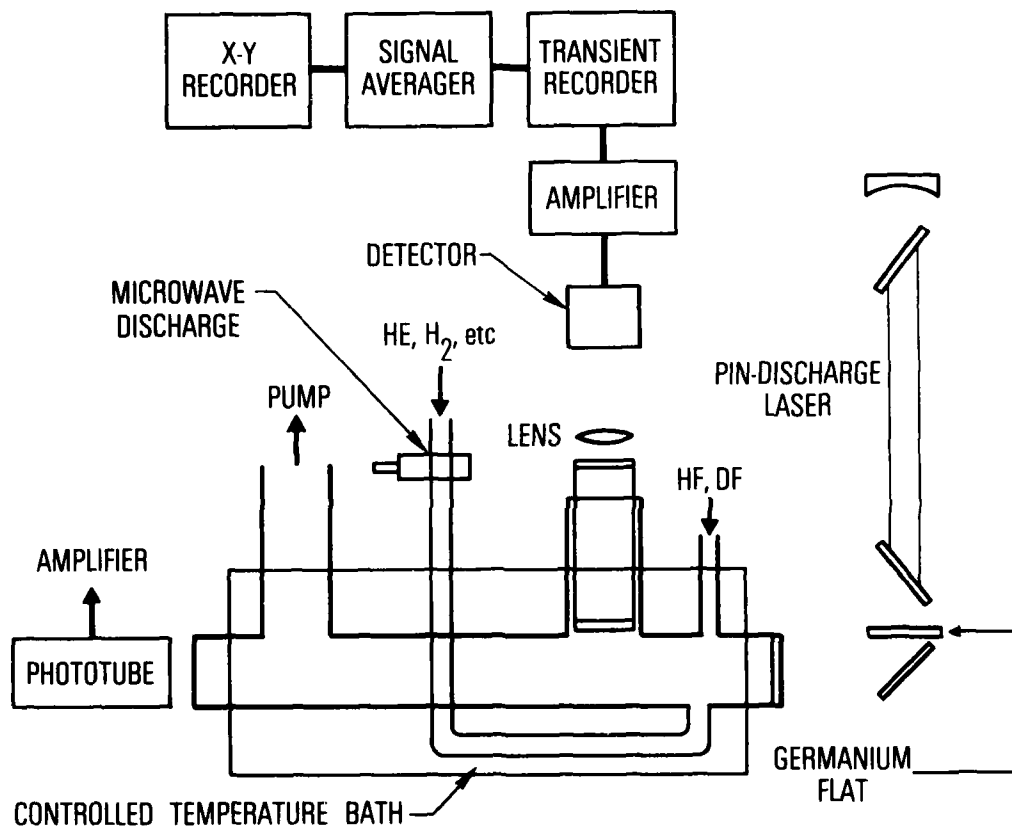 X-Y
RECORDER
SIGNAL
AVERAGER
TRANSIENT
RECORDER
AMPLIFIER
DETECTOR
MICROWAVE
DISCHARGE
HE, H2, etc
PIN-DISCHARGE
LASER
PUMP
LENS
HF, DF
AMPLIFIER
PHOTOTUBE
GERMANIUM
FLAT
CONTROLLED TEMPERATURE BATH